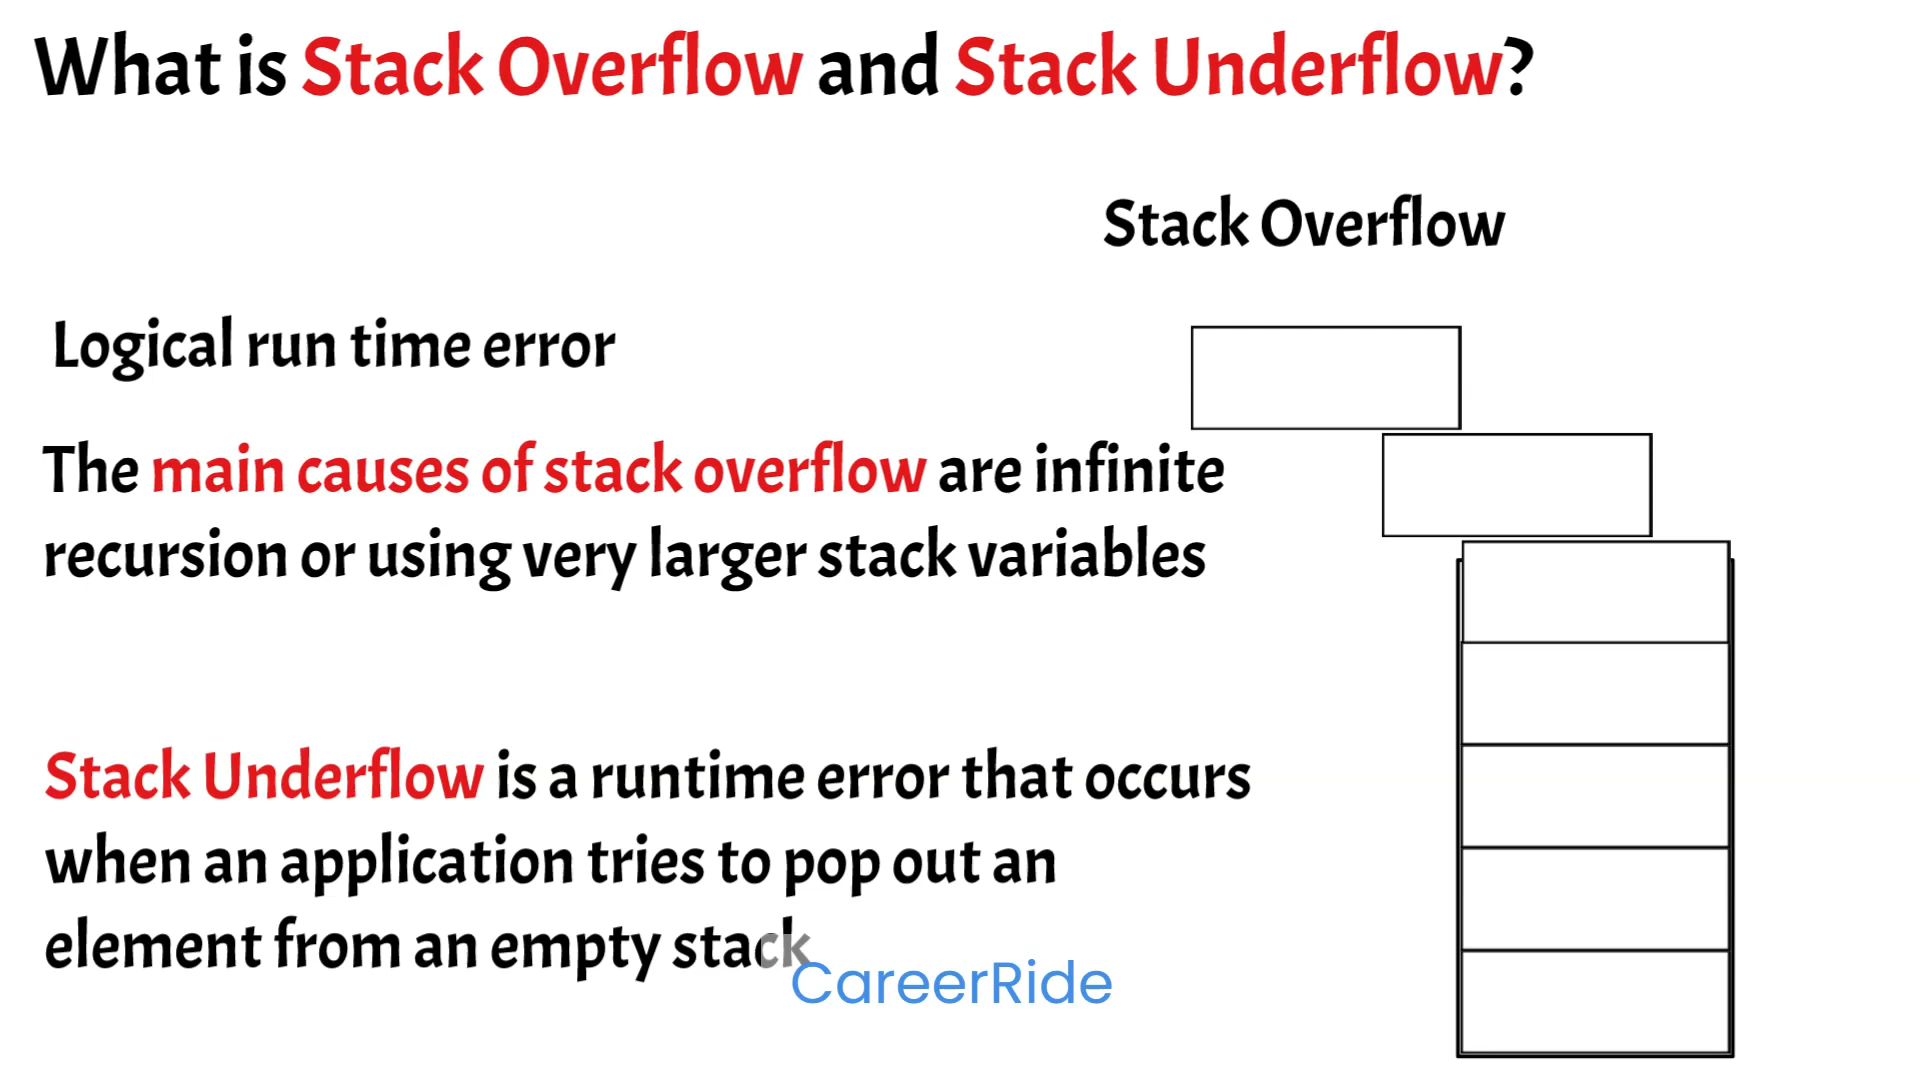 What is Stack Overflow and Stack Underflow?
Stack Overflow
Logical run time error
The main causes of stack overflow are infinite
recursion or using very larger stack variables
Stack Underflow is a runtime error that occurs
when an application tries to pop out an
element from an empty stack
CareerRide